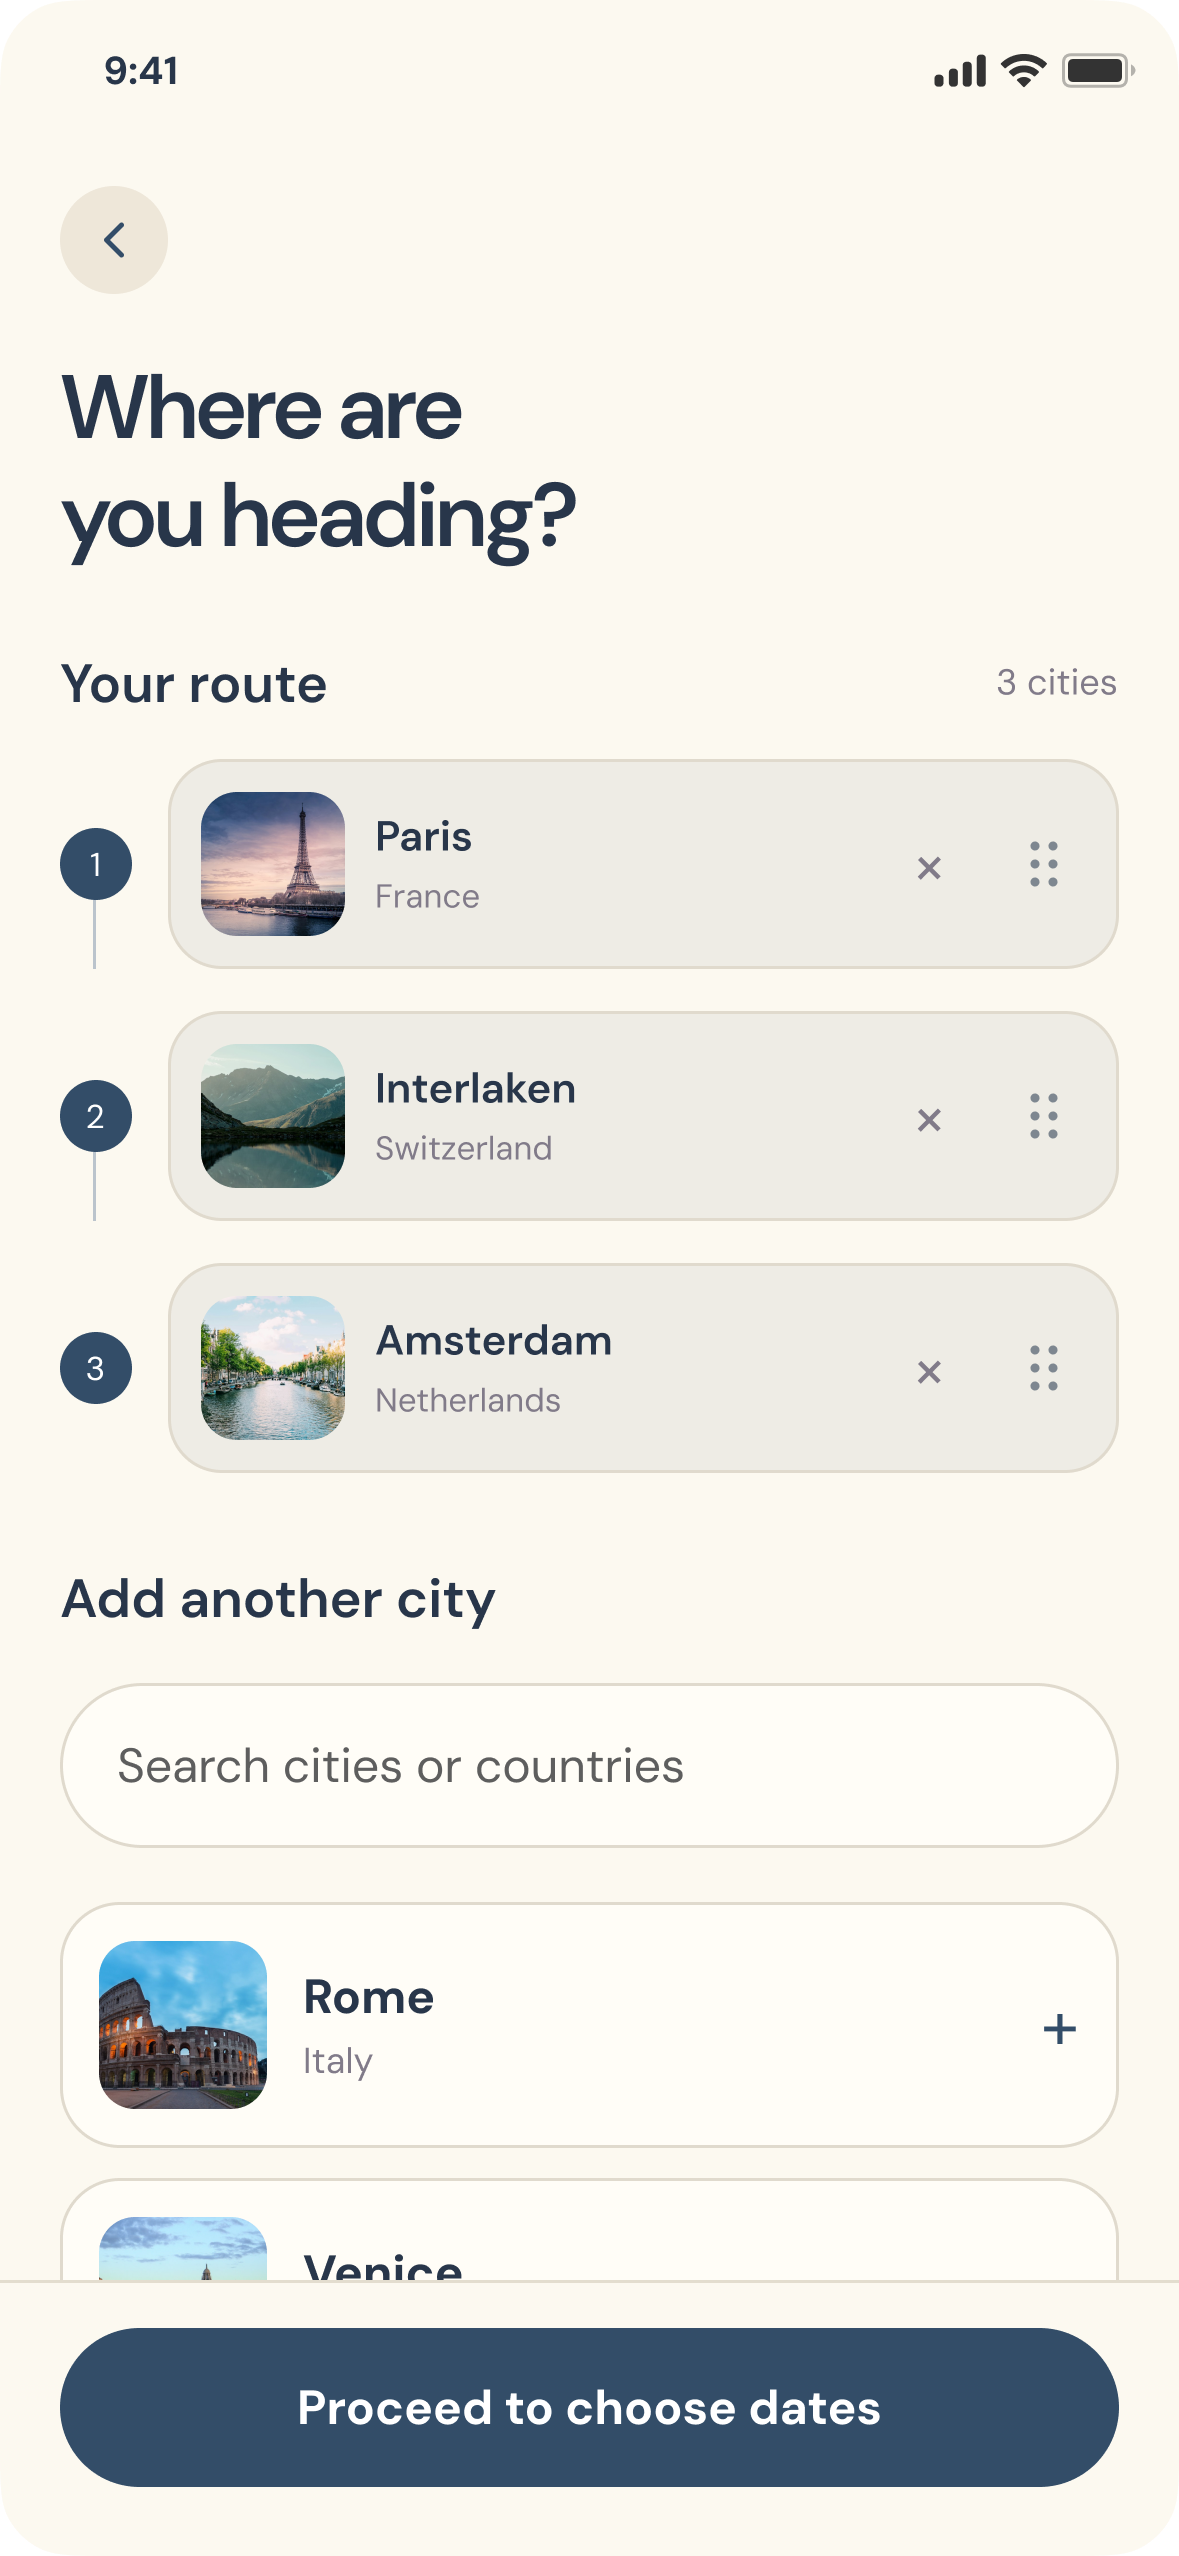 9:41
Where are
you heading?
Your route
3 cities
1
Paris
France
2
Interlaken
Switzerland
3
Amsterdam
Netherlands
Add another city
Search cities or countries
Rome
Italy
Venice
Proceed to choose dates